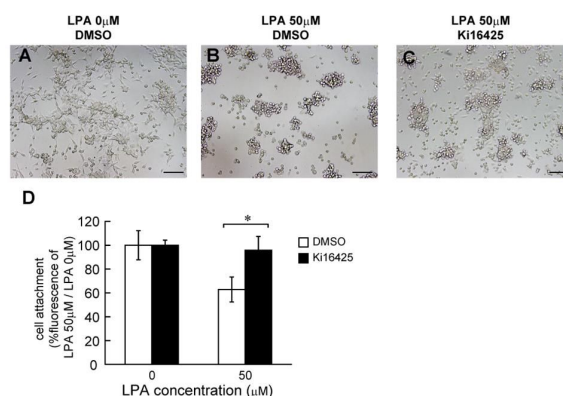 LPA 0μM
DMSO
LPA 50μM
DMSO
LPA 50μM
Ki16425
A
B
C
D
cell attachment
(%fluorescence of
LPA 50μM / LPA 0μM)
120
100
80
60
40
20
0
*
DMSO
Ki16425
0
50
LPA concentration (μM)